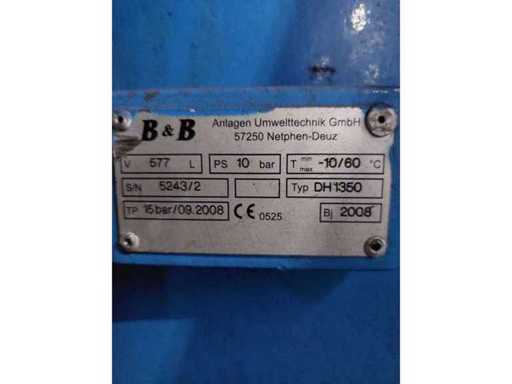 B & B Anlagen Umwelttechnik GmbH
57250 Netphen-Deuz
V 577 L PS 10 bar T min max -10/60 °C
S/N 5243/2 Typ DH1350
TP 15bar/09.2008 CE 0525 Bj 2008